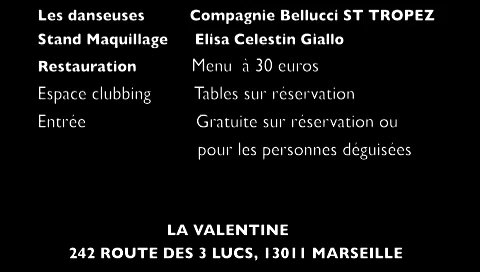 Les danseuses Compagnie Bellucci ST TROPEZ
Stand Maquillage Elisa Celestin Giallo
Restauration Menu à 30 euros
Espace clubbing Tables sur réservation
Entrée Gratuite sur réservation ou
pour les personnes déguisées
LA VALENTINE
242 ROUTE DES 3 LUCS, 13011 MARSEILLE